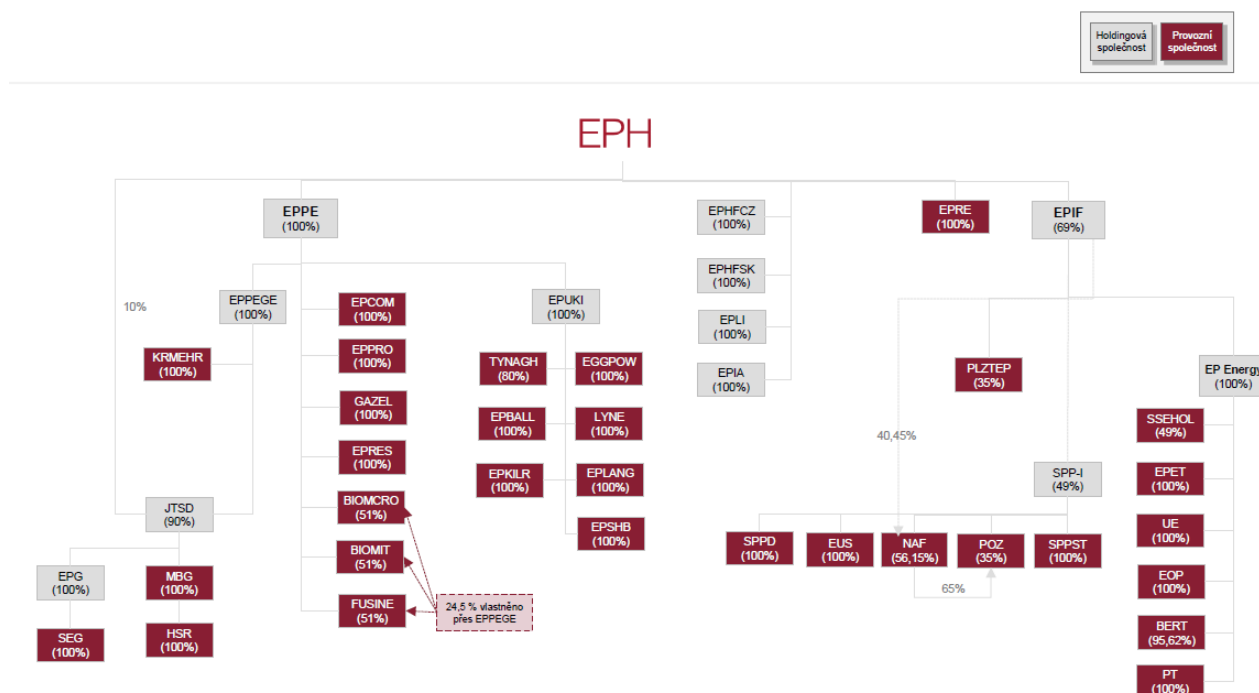 Holdingová
společnost
Provozní
společnost
EPH
EPPE
(100%)
EPHFCZ
(100%)
EPRE
(100%)
EPIF
(69%)
EPHFSK
(100%)
EPPEGE
(100%)
EPCOM
(100%)
EPUKI
(100%)
10%
EPLI
(100%)
KRMEHR
(100%)
EPPRO
(100%)
TYNAGH
(80%)
EGGPOW
(100%)
EPIA
(100%)
PLZTEP
(35%)
EP Energy
(100%)
GAZEL
(100%)
EPBALL
(100%)
LYNE
(100%)
SSEHOL
(49%)
40,45%
EPRES
(100%)
EPKILR
(100%)
EPLANG
(100%)
SPP-I
(49%)
EPET
(100%)
BIOMCRO
(51%)
JTSD
(90%)
EPSHB
(100%)
SPPD
(100%)
EUS
(100%)
NAF
(56,15%)
POZ
(35%)
SPPST
(100%)
UE
(100%)
BIOMIT
(51%)
EPG
(100%)
MBG
(100%)
65%
EOP
(100%)
FUSINE
(51%)
24,5 % vlastněno
přes EPPEGE
SEG
(100%)
HSR
(100%)
BERT
(95,62%)
PT
(100%)